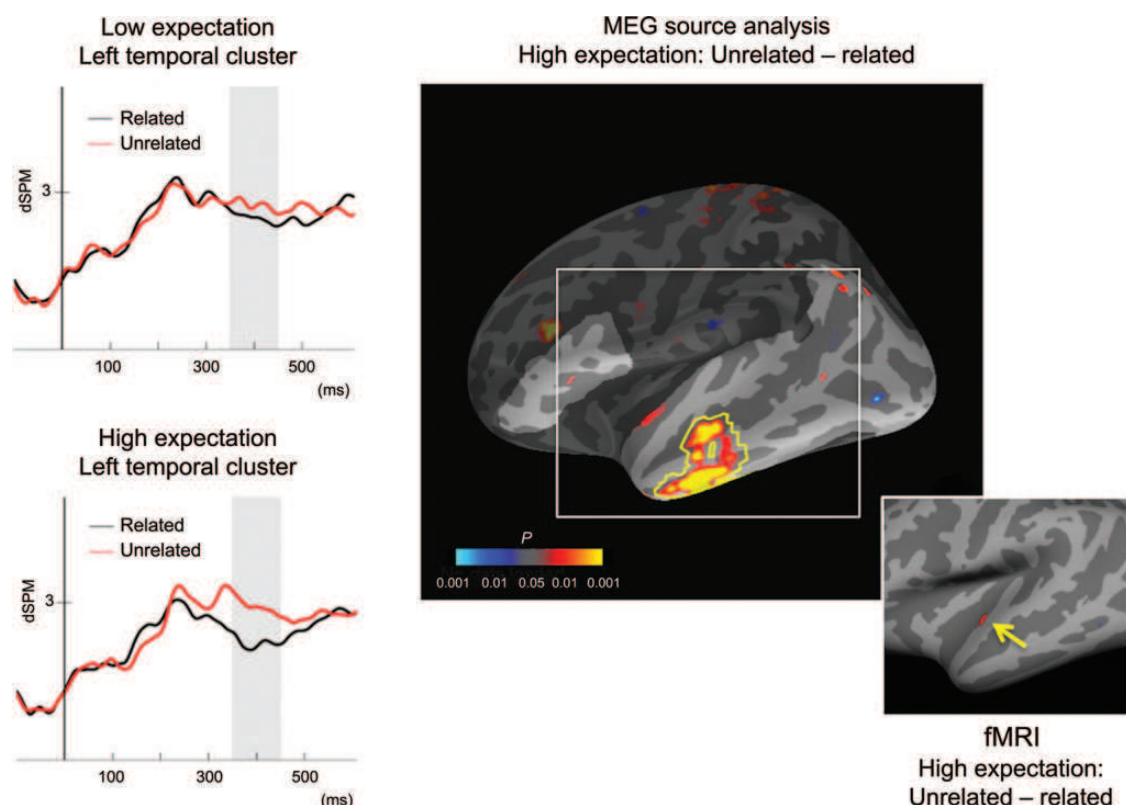 Low expectation
Left temporal cluster
Related
Unrelated
dSPM
3
100 300 500
(ms)
High expectation
Left temporal cluster
Related
Unrelated
dSPM
3
100 300 500
(ms)
MEG source analysis
High expectation: Unrelated – related
P
0.001 0.01 0.05 0.01 0.001
fMRI
High expectation:
Unrelated – related